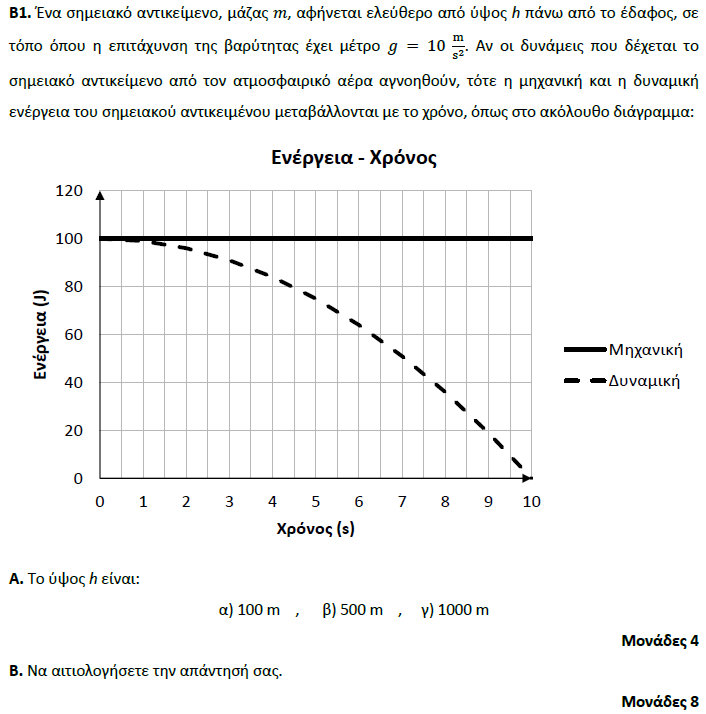 Β1. Ένα σημειακό αντικείμενο, μάζας m, αφήνεται ελεύθερο από ύψος h πάνω από το έδαφος, σε
τόπο όπου η επιτάχυνση της βαρύτητας έχει μέτρο g = 10 m/s². Αν οι δυνάμεις που δέχεται το
σημειακό αντικείμενο από τον ατμοσφαιρικό αέρα αγνοηθούν, τότε η μηχανική και η δυναμική
ενέργεια του σημειακού αντικειμένου μεταβάλλονται με το χρόνο, όπως στο ακόλουθο διάγραμμα:
Ενέργεια - Χρόνος
120
100
80
60
40
20
0
Ενέργεια (J)
0 1 2 3 4 5 6 7 8 9 10
Χρόνος (s)
Μηχανική
Δυναμική
Α. Το ύψος h είναι:
α) 100 m , β) 500 m , γ) 1000 m
Μονάδες 4
Β. Να αιτιολογήσετε την απάντησή σας.
Μονάδες 8